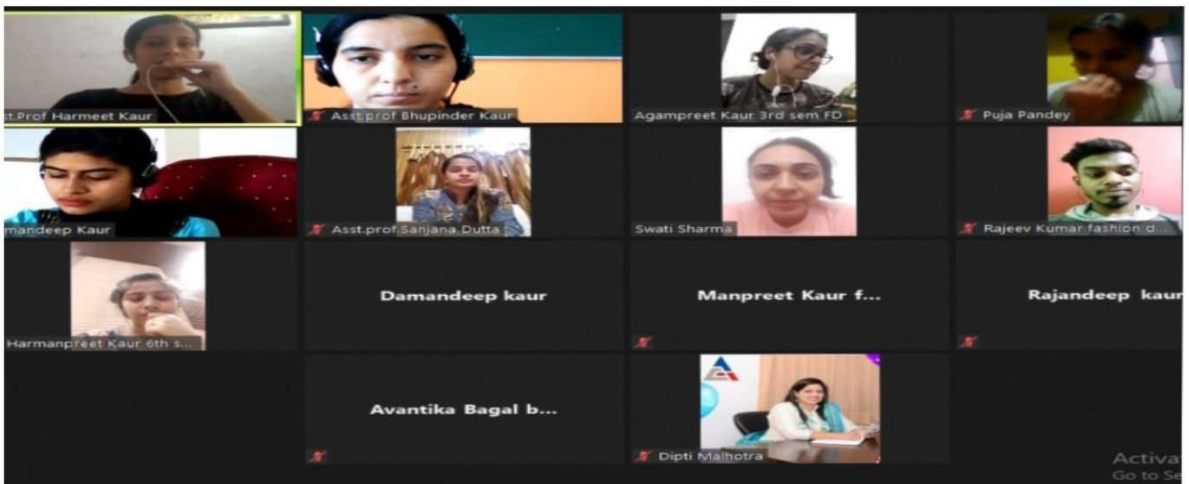 st.Prof Harmeet Kaur
Asst.prof Bhupinder Kaur
Agampreet Kaur 3rd sem FD
Puja Pandey
mandeep Kaur
Asst.prof.Sanjana Dutta
Swati Sharma
Rajeev Kumar fashion d...
Harmanpreet Kaur 6th s...
Damandeep kaur
Manpreet Kaur f...
Rajandeep kaur
Avantika Bagal b...
Dipti Malhotra
Activa
Go to Se